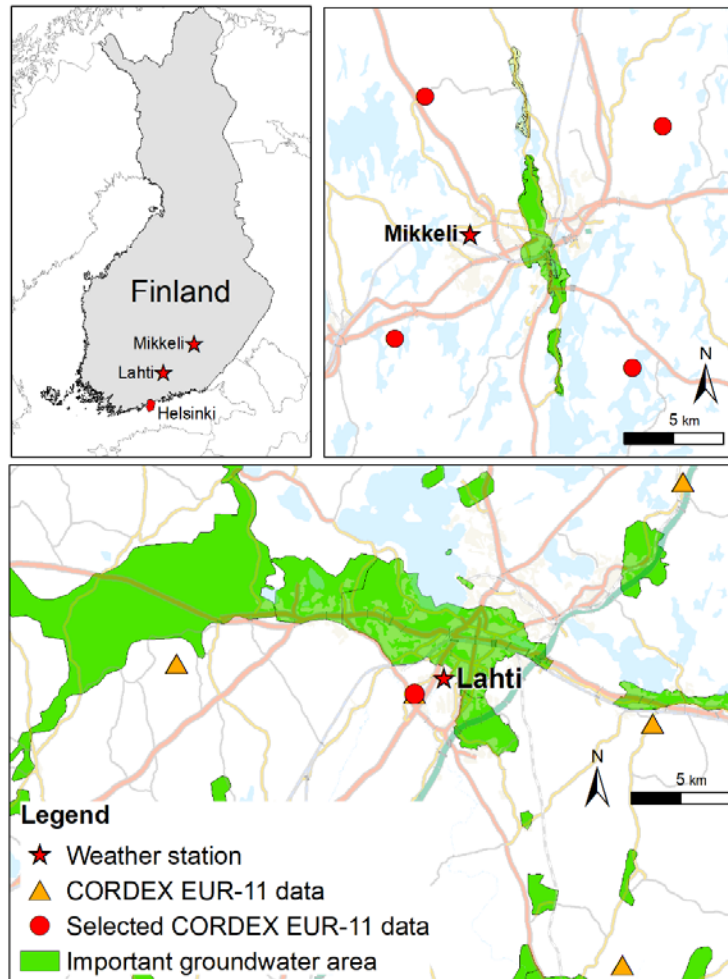 Finland
Mikkeli
Lahti
Helsinki
Mikkeli
N
5 km
Lahti
N
5 km
Legend
Weather station
CORDEX EUR-11 data
Selected CORDEX EUR-11 data
Important groundwater area